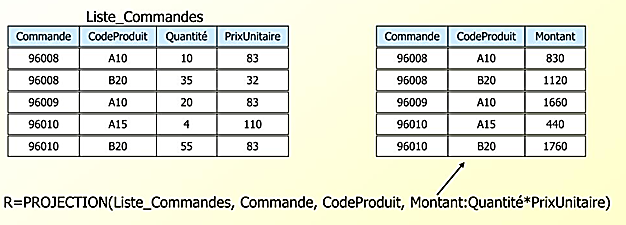 Liste_Commandes
Commande CodeProduit Quantité PrixUnitaire
96008 A10 10 83
96008 B20 35 32
96009 A10 20 83
96010 A15 4 110
96010 B20 55 83
Commande CodeProduit Montant
96008 A10 830
96008 B20 1120
96009 A10 1660
96010 A15 440
96010 B20 1760
R=PROJECTION(Liste_Commandes, Commande, CodeProduit, Montant:Quantité*PrixUnitaire)